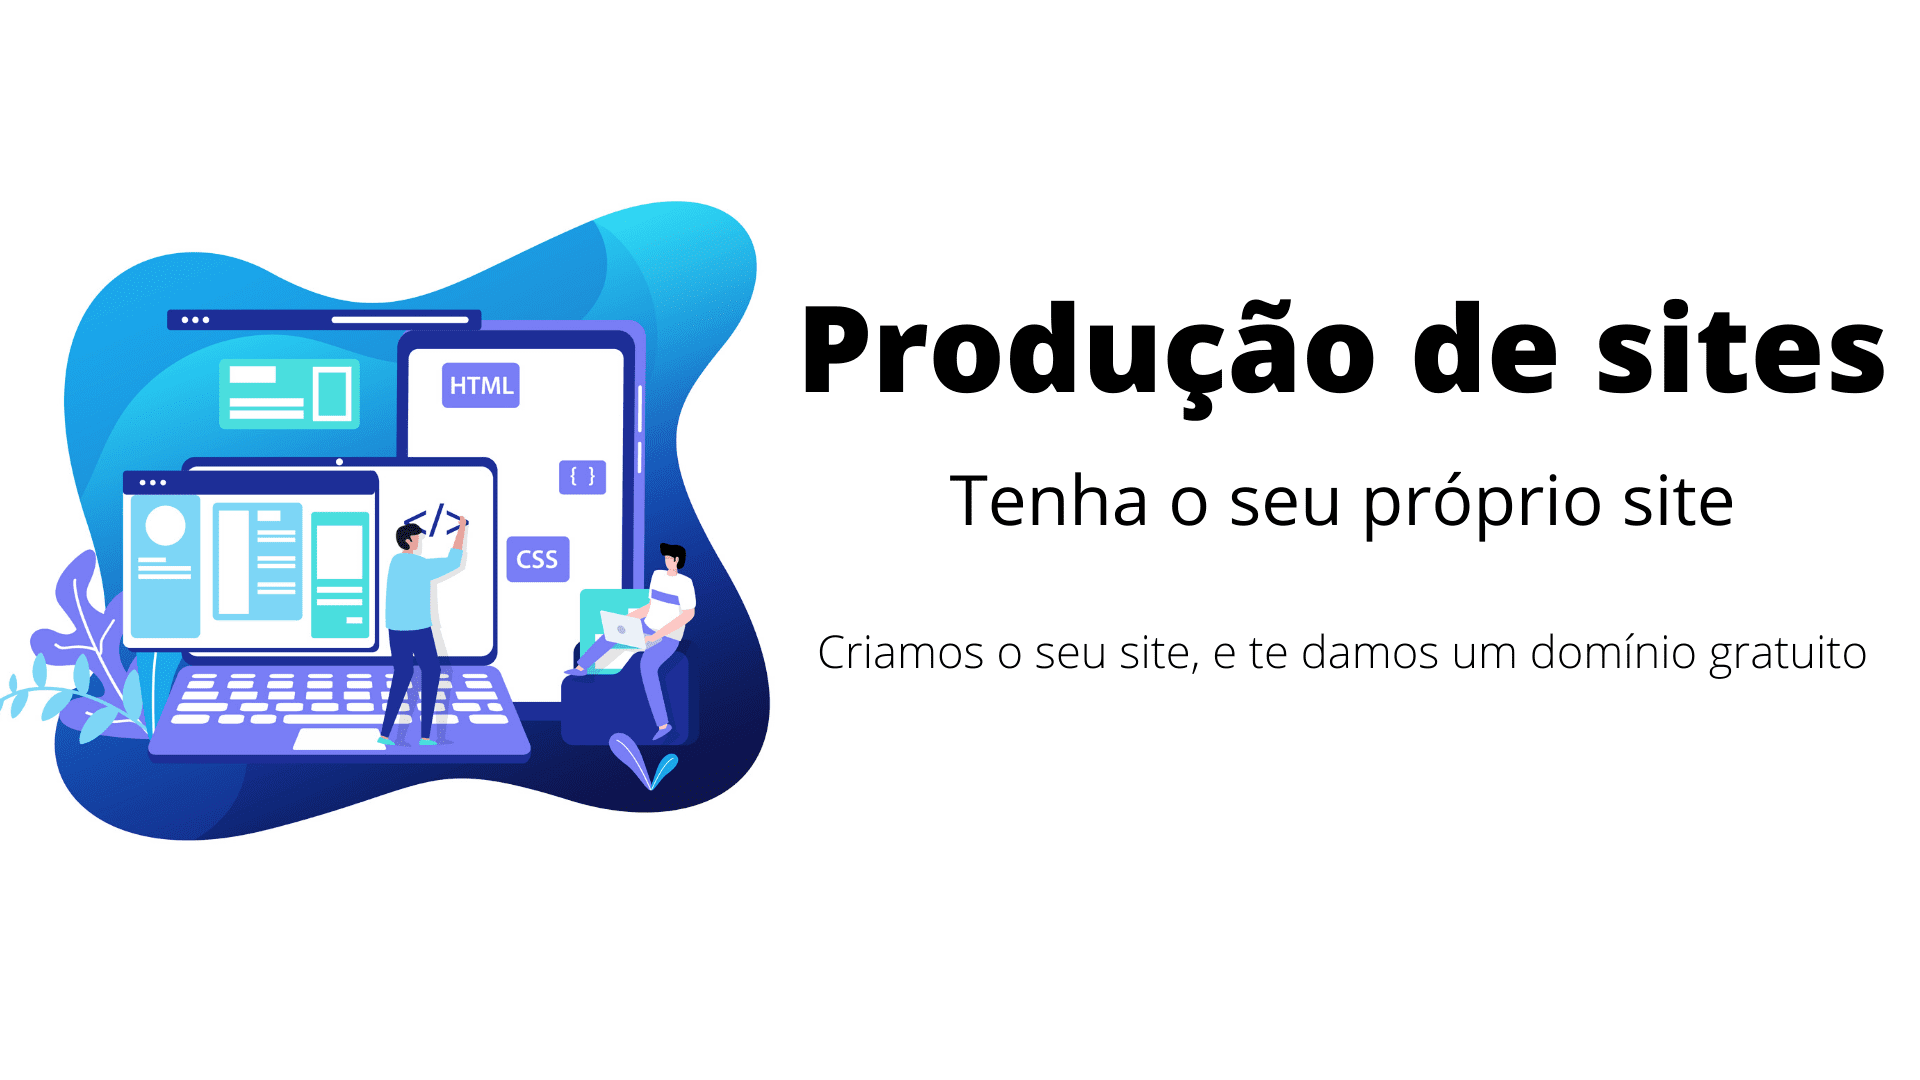 Produção de sites
Tenha o seu próprio site
Criamos o seu site, e te damos um domínio gratuito
HTML
{ }
</>
CSS